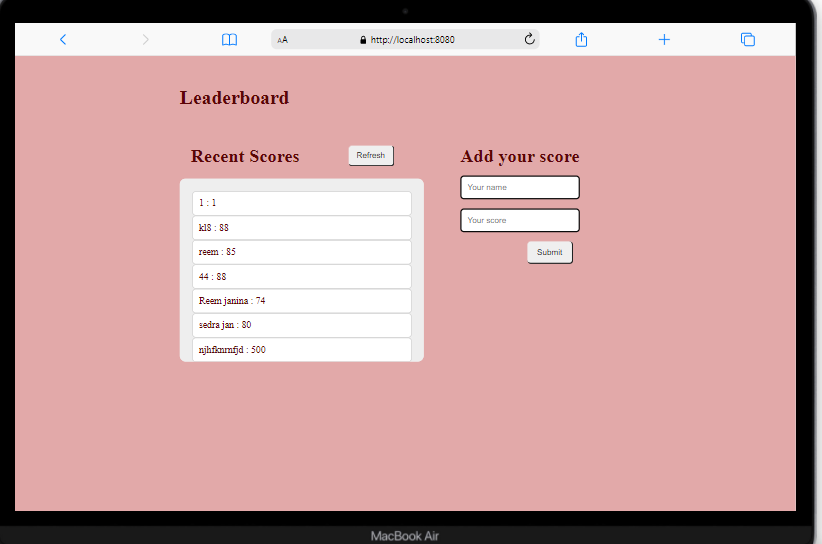 AA http://localhost:8080
Leaderboard
Recent Scores
Refresh
1 : 1
kl8 : 88
reem : 85
44 : 88
Reem janina : 74
sedra jan : 80
njhfknrnfjd : 500
Add your score
Your name
Your score
Submit
MacBook Air